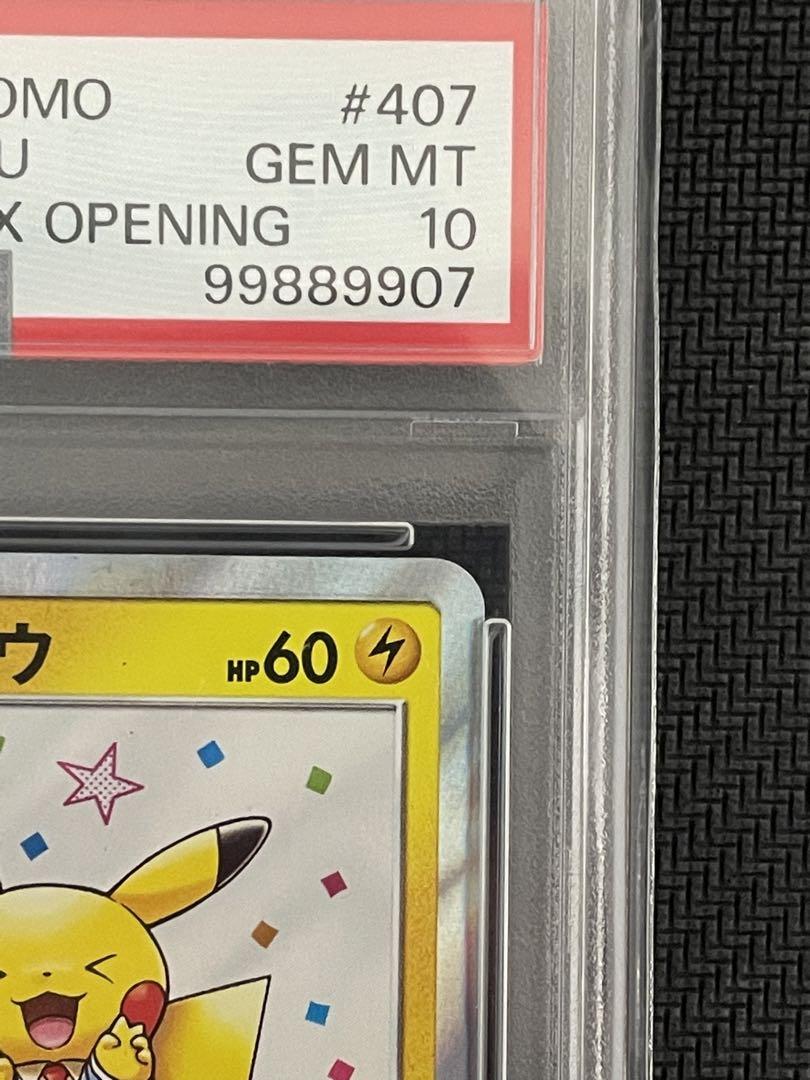 OMO #407
U GEM MT
X OPENING 10
99889907
ウ HP60